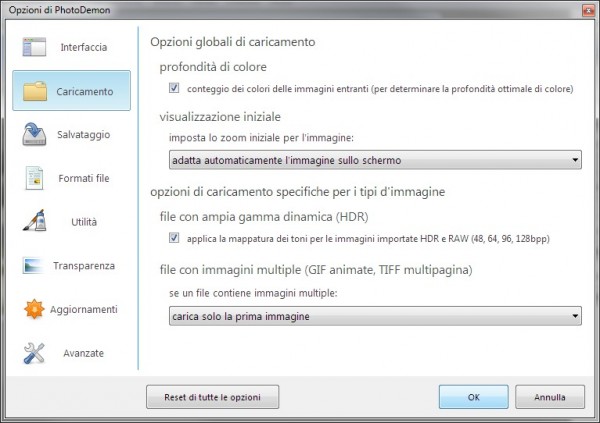 Opzioni di PhotoDemon
Interfaccia
Caricamento
Salvataggio
Formati file
Utilità
Trasparenza
Aggiornamenti
Avanzate
Opzioni globali di caricamento
profondità di colore
conteggio dei colori delle immagini entranti (per determinare la profondità ottimale di colore)
visualizzazione iniziale
imposta lo zoom iniziale per l'immagine:
adatta automaticamente l'immagine sullo schermo
opzioni di caricamento specifiche per i tipi d'immagine
file con ampia gamma dinamica (HDR)
applica la mappatura dei toni per le immagini importate HDR e RAW (48, 64, 96, 128bpp)
file con immagini multiple (GIF animate, TIFF multipagina)
se un file contiene immagini multiple:
carica solo la prima immagine
Reset di tutte le opzioni
OK
Annulla